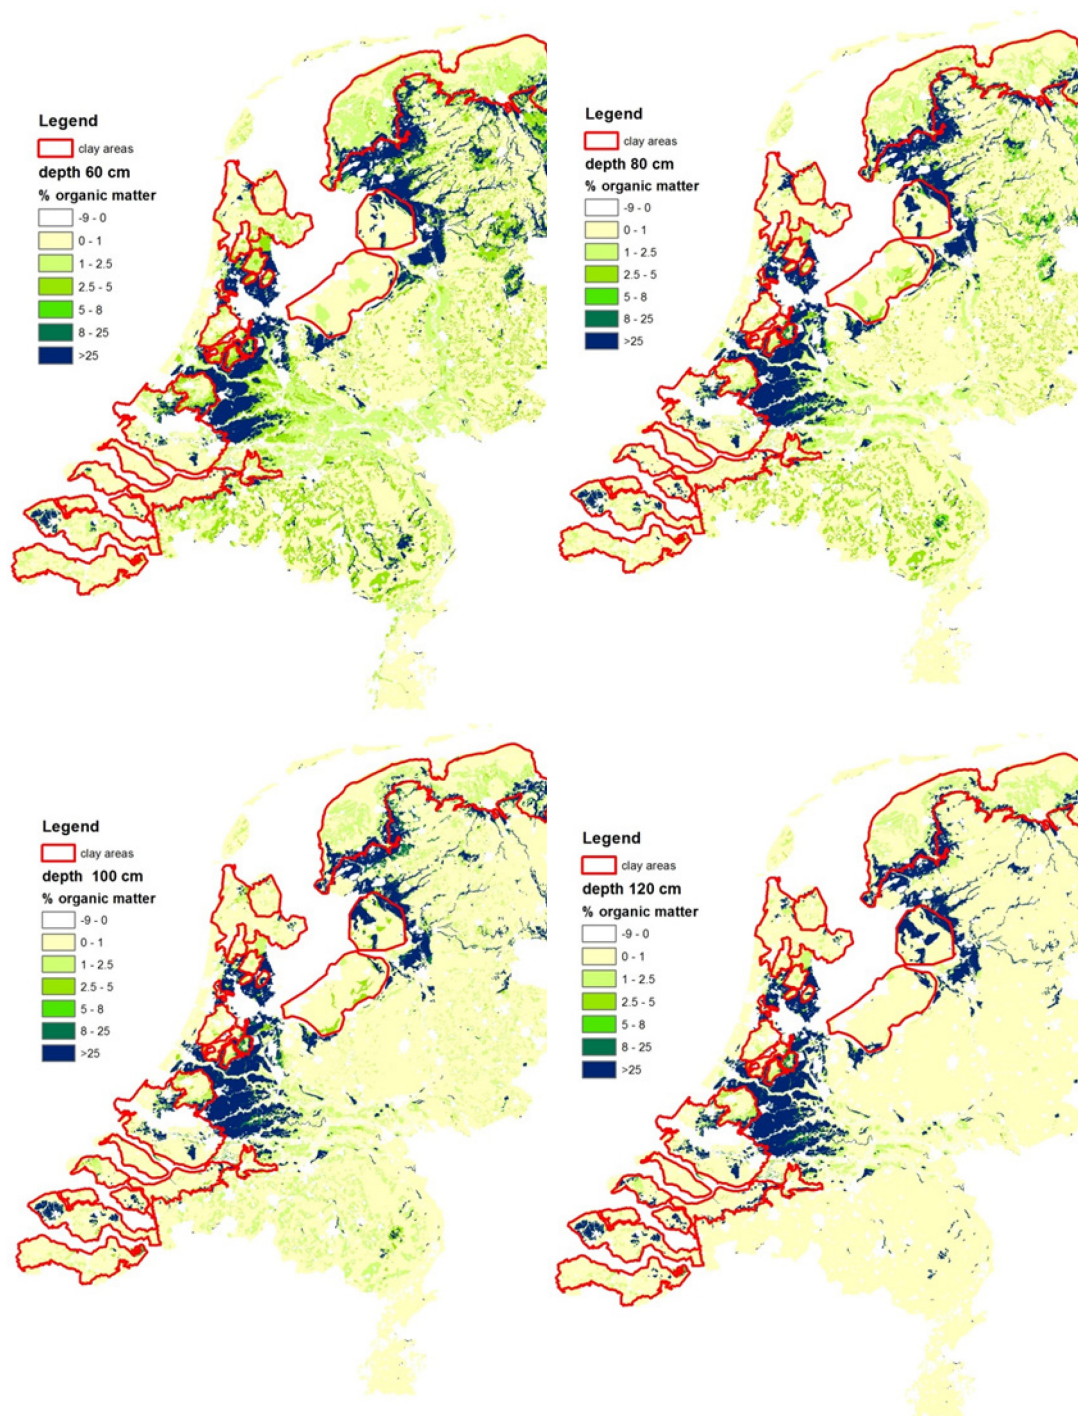 Legend
clay areas
depth 60 cm
% organic matter
-9 - 0
0 - 1
1 - 2.5
2.5 - 5
5 - 8
8 - 25
>25
Legend
clay areas
depth 80 cm
% organic matter
-9 - 0
0 - 1
1 - 2.5
2.5 - 5
5 - 8
8 - 25
>25
Legend
clay areas
depth 100 cm
% organic matter
-9 - 0
0 - 1
1 - 2.5
2.5 - 5
5 - 8
8 - 25
>25
Legend
clay areas
depth 120 cm
% organic matter
-9 - 0
0 - 1
1 - 2.5
2.5 - 5
5 - 8
8 - 25
>25